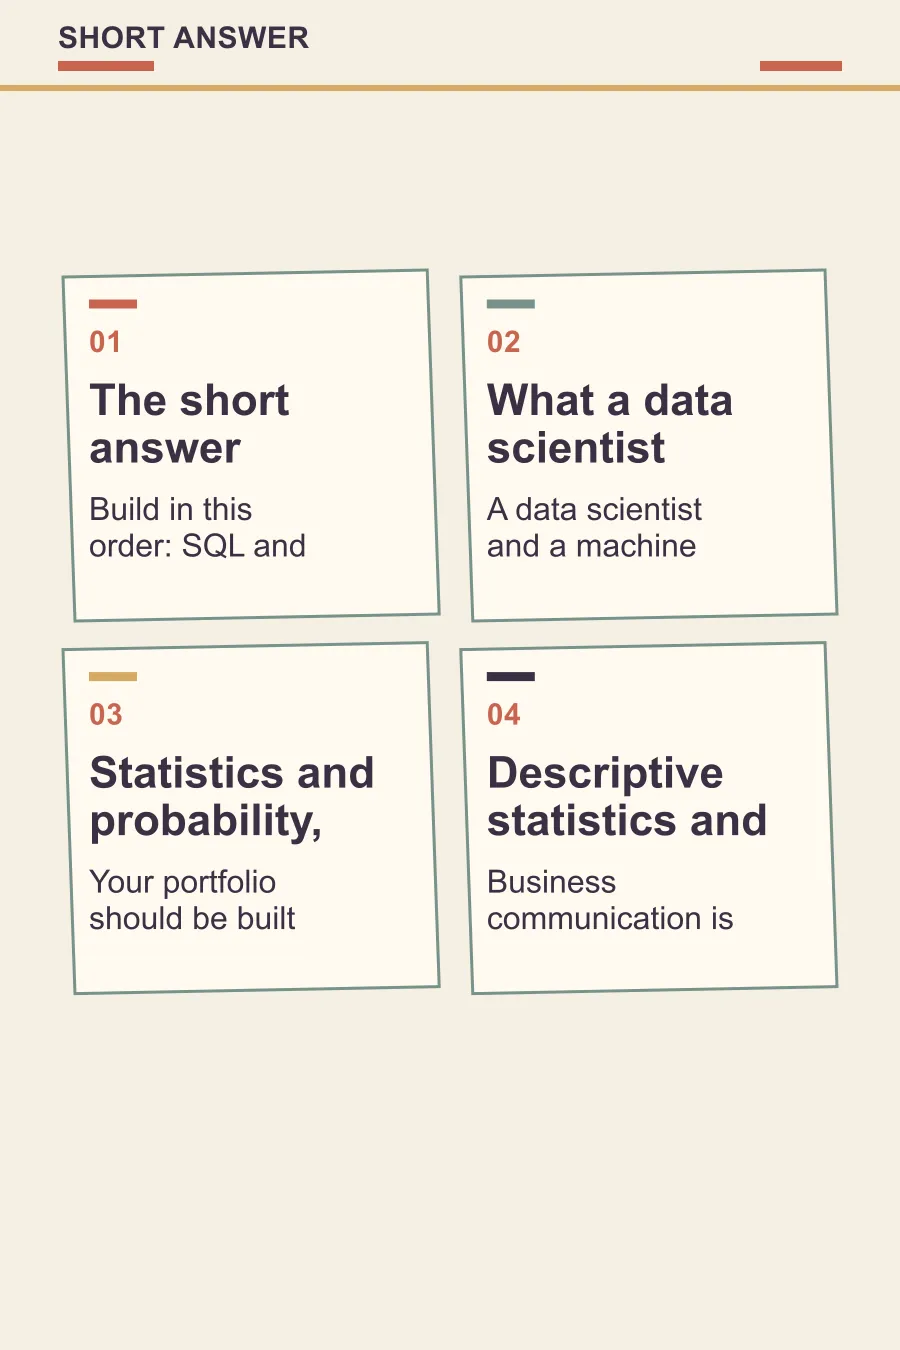 SHORT ANSWER
01
The short
answer
Build in this
order: SQL and
02
What a data
scientist
A data scientist
and a machine
03
Statistics and
probability,
Your portfolio
should be built
04
Descriptive
statistics and
Business
communication is